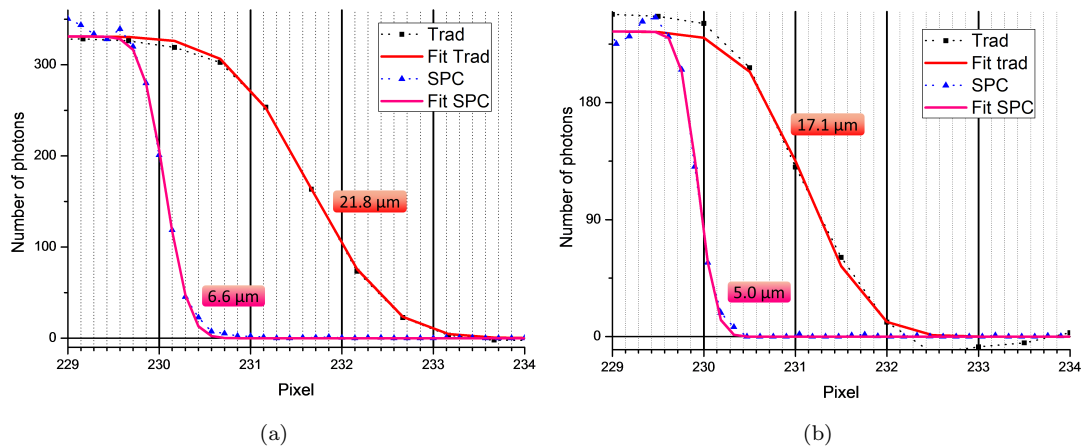 Number of photons
300
200
100
0
229
230
231
232
233
234
Pixel
Trad
Fit Trad
SPC
Fit SPC
21.8 µm
6.6 µm
(a)
Number of photons
180
90
0
229
230
231
232
233
234
Pixel
Trad
Fit trad
SPC
Fit SPC
17.1 µm
5.0 µm
(b)